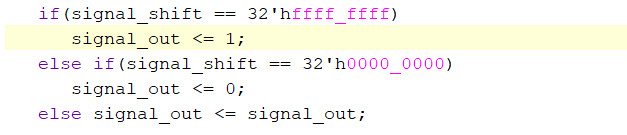 if(signal_shift == 32'hffff_ffff)
signal_out <= 1;
else if(signal_shift == 32'h0000_0000)
signal_out <= 0;
else signal_out <= signal_out;